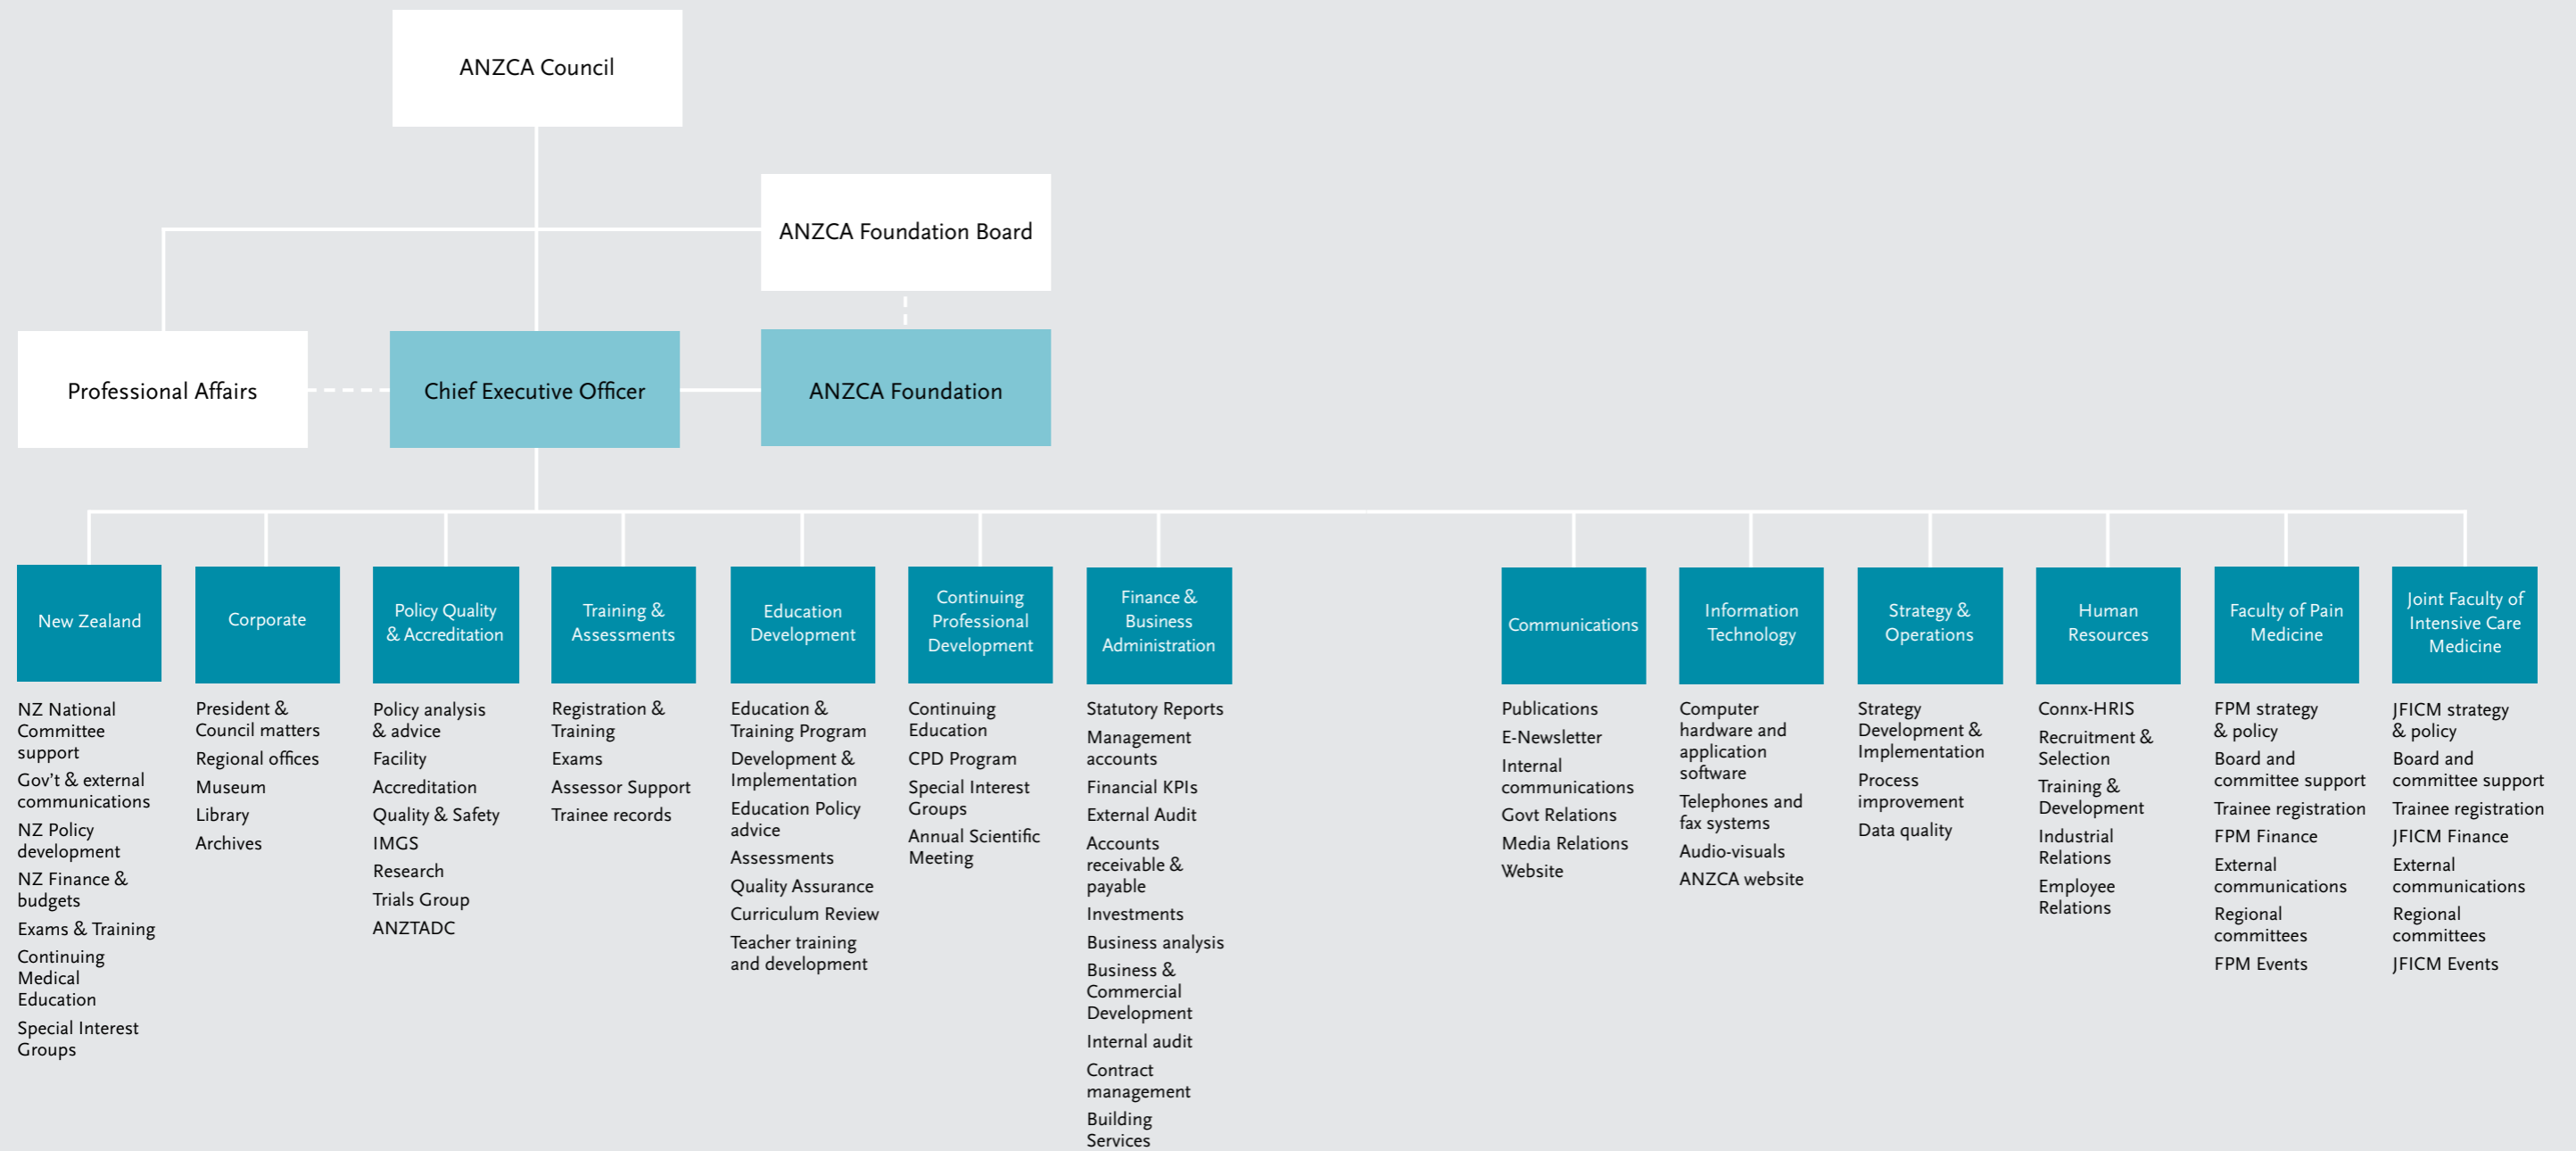 ANZCA Council
ANZCA Foundation Board
Professional Affairs
Chief Executive Officer
ANZCA Foundation
New Zealand
NZ National
Committee
support
Gov't & external
communications
NZ Policy
development
NZ Finance &
budgets
Exams & Training
Continuing
Medical
Education
Special Interest
Groups
Corporate
President &
Council matters
Regional offices
Museum
Library
Archives
Policy Quality
& Accreditation
Policy analysis
& advice
Facility
Accreditation
Quality & Safety
IMGS
Research
Trials Group
ANZTADC
Training &
Assessments
Registration &
Training
Exams
Assessor Support
Trainee records
Education
Development
Education &
Training Program
Development &
Implementation
Education Policy
advice
Assessments
Quality Assurance
Curriculum Review
Teacher training
and development
Continuing
Professional
Development
Continuing
Education
CPD Program
Special Interest
Groups
Annual Scientific
Meeting
Finance &
Business
Administration
Statutory Reports
Management
accounts
Financial KPIs
External Audit
Accounts
receivable &
payable
Investments
Business analysis
Business &
Commercial
Development
Internal audit
Contract
management
Building
Services
Communications
Publications
E-Newsletter
Internal
communications
Govt Relations
Media Relations
Website
Information
Technology
Computer
hardware and
application
software
Telephones and
fax systems
Audio-visuals
ANZCA website
Strategy &
Operations
Strategy
Development &
Implementation
Process
improvement
Data quality
Human
Resources
Connx-HRIS
Recruitment &
Selection
Training &
Development
Industrial
Relations
Employee
Relations
Faculty of Pain
Medicine
FPM strategy
& policy
Board and
committee support
Trainee registration
FPM Finance
External
communications
Regional
committees
FPM Events
Joint Faculty of
Intensive Care
Medicine
JFICM strategy
& policy
Board and
committee support
Trainee registration
JFICM Finance
External
communications
Regional
committees
JFICM Events